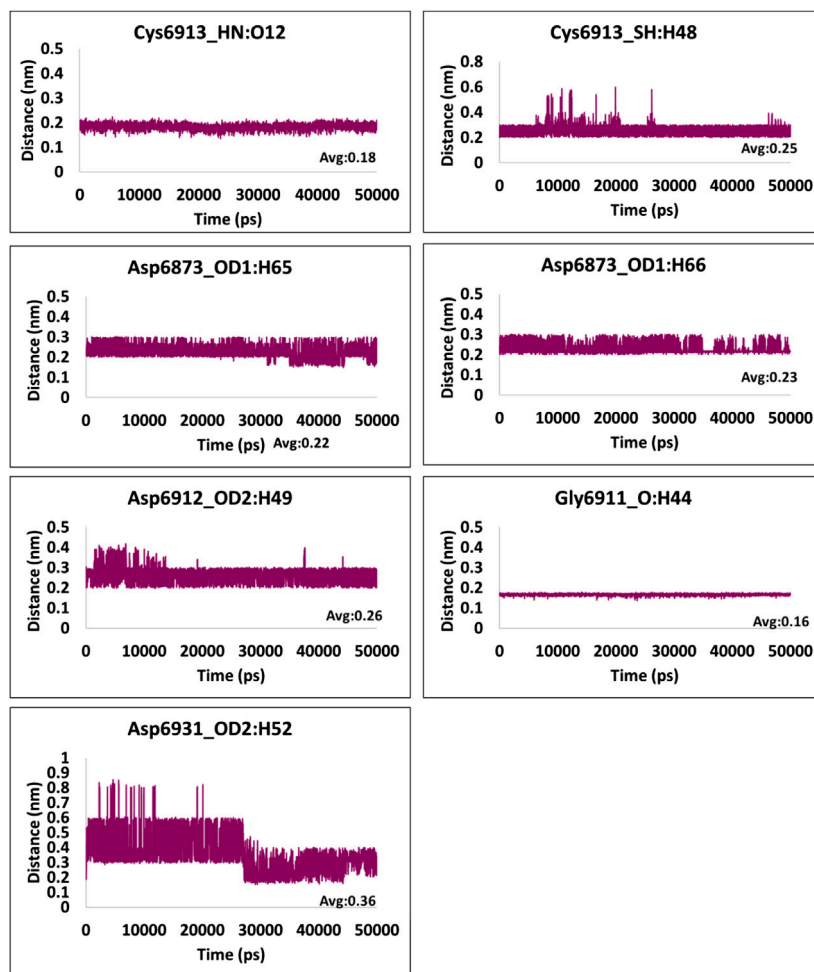 Cys6913_HN:O12
0.5
0.4
0.3
0.2
0.1
0
Distance (nm)
Avg:0.18
0 10000 20000 30000 40000 50000
Time (ps)
Cys6913_SH:H48
0.8
0.6
0.4
0.2
0
Distance (nm)
Avg:0.25
0 10000 20000 30000 40000 50000
Time (ps)
Asp6873_OD1:H65
0.5
0.4
0.3
0.2
0.1
0
Distance (nm)
0 10000 20000 30000 40000 50000
Time (ps) Avg:0.22
Asp6873_OD1:H66
0.5
0.4
0.3
0.2
0.1
0
Distance (nm)
Avg:0.23
0 10000 20000 30000 40000 50000
Time (ps)
Asp6912_OD2:H49
0.5
0.4
0.3
0.2
0.1
0
Distance (nm)
Avg:0.26
0 10000 20000 30000 40000 50000
Time (ps)
Gly6911_O:H44
0.5
0.4
0.3
0.2
0.1
0
Distance (nm)
Avg:0.16
0 10000 20000 30000 40000 50000
Time (ps)
Asp6931_OD2:H52
1
0.9
0.8
0.7
0.6
0.5
0.4
0.3
0.2
0.1
0
Distance (nm)
Avg:0.36
0 10000 20000 30000 40000 50000
Time (ps)